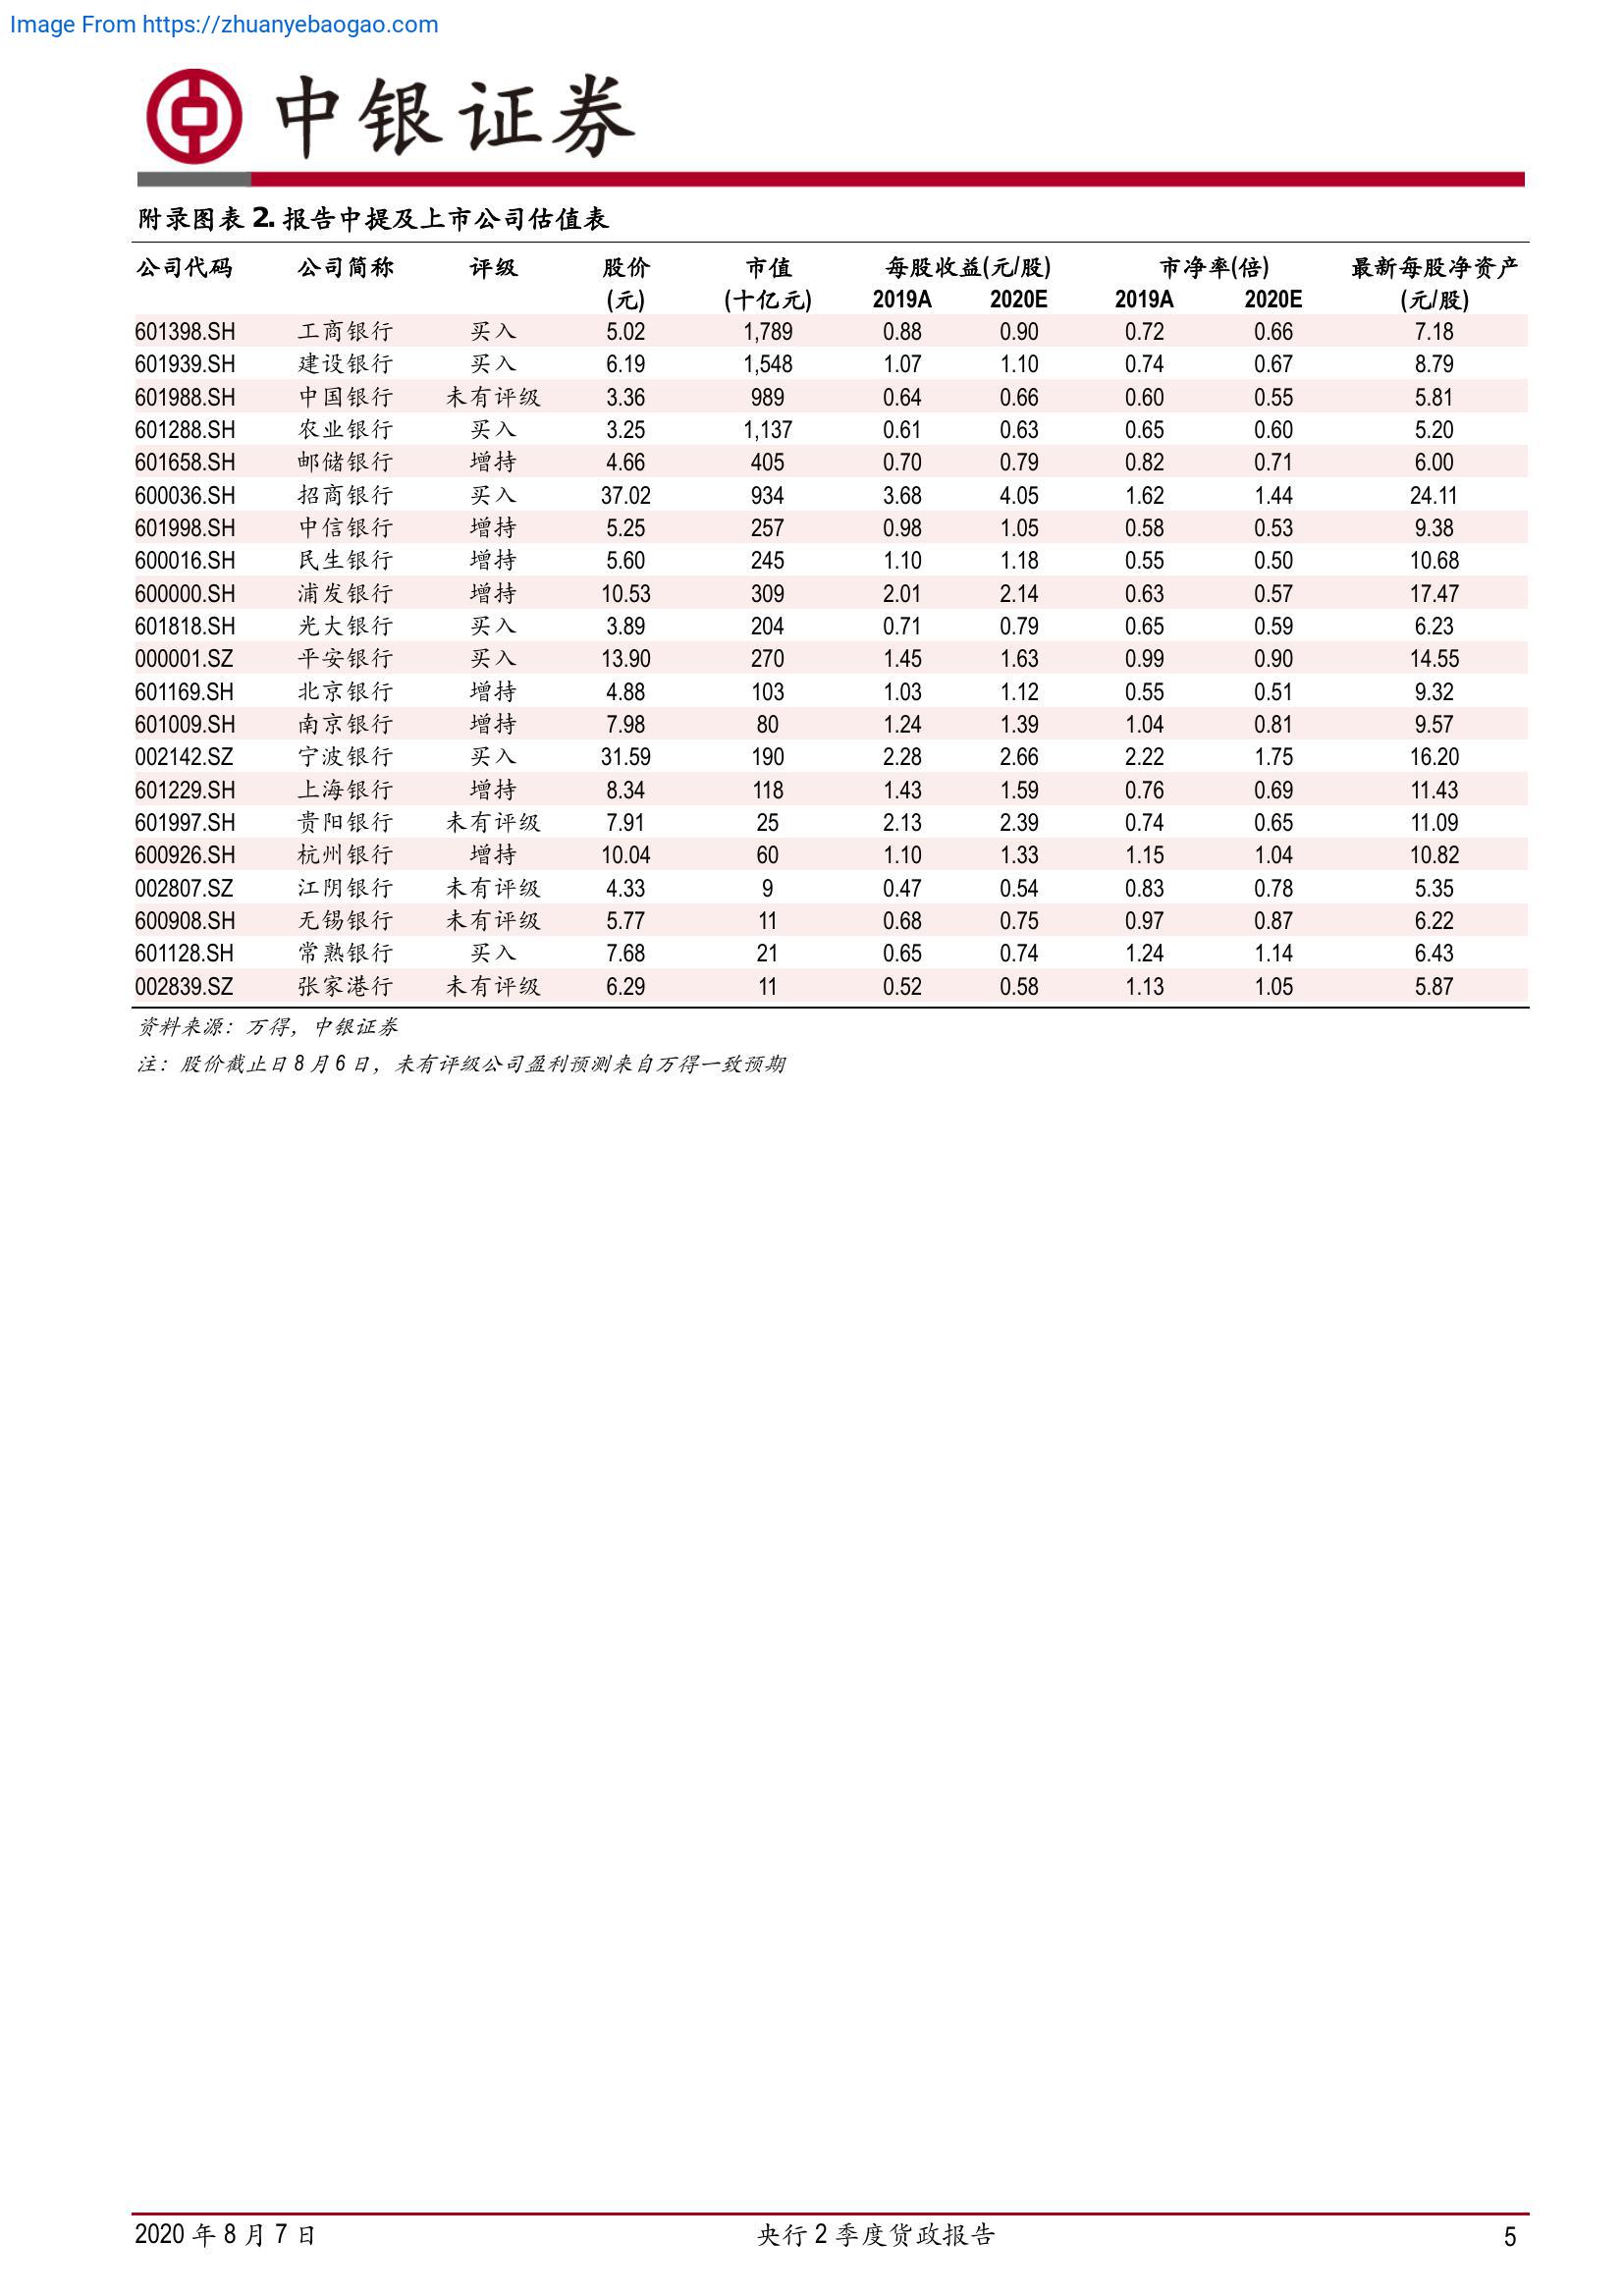 Image From https://zhuanyebaogao.com
中银证券
附录图表 2. 报告中提及上市公司估值表
公司代码 公司简称 评级 股价 市值 每股收益(元/股) 市净率(倍) 最新每股净资产
(元) (十亿元) 2019A 2020E 2019A 2020E (元/股)
601398.SH 工商银行 买入 5.02 1,789 0.88 0.90 0.72 0.66 7.18
601939.SH 建设银行 买入 6.19 1,548 1.07 1.10 0.74 0.67 8.79
601988.SH 中国银行 未有评级 3.36 989 0.64 0.66 0.60 0.55 5.81
601288.SH 农业银行 买入 3.25 1,137 0.61 0.63 0.65 0.60 5.20
601658.SH 邮储银行 增持 4.66 405 0.70 0.79 0.82 0.71 6.00
600036.SH 招商银行 买入 37.02 934 3.68 4.05 1.62 1.44 24.11
601998.SH 中信银行 增持 5.25 257 0.98 1.05 0.58 0.53 9.38
600016.SH 民生银行 增持 5.60 245 1.10 1.18 0.55 0.50 10.68
600000.SH 浦发银行 增持 10.53 309 2.01 2.14 0.63 0.57 17.47
601818.SH 光大银行 买入 3.89 204 0.71 0.79 0.65 0.59 6.23
000001.SZ 平安银行 买入 13.90 270 1.45 1.63 0.99 0.90 14.55
601169.SH 北京银行 增持 4.88 103 1.03 1.12 0.55 0.51 9.32
601009.SH 南京银行 增持 7.98 80 1.24 1.39 1.04 0.81 9.57
002142.SZ 宁波银行 买入 31.59 190 2.28 2.66 2.22 1.75 16.20
601229.SH 上海银行 增持 8.34 118 1.43 1.59 0.76 0.69 11.43
601997.SH 贵阳银行 未有评级 7.91 25 2.13 2.39 0.74 0.65 11.09
600926.SH 杭州银行 增持 10.04 60 1.10 1.33 1.15 1.04 10.82
002807.SZ 江阴银行 未有评级 4.33 9 0.47 0.54 0.83 0.78 5.35
600908.SH 无锡银行 未有评级 5.77 11 0.68 0.75 0.97 0.87 6.22
601128.SH 常熟银行 买入 7.68 21 0.65 0.74 1.24 1.14 6.43
002839.SZ 张家港行 未有评级 6.29 11 0.52 0.58 1.13 1.05 5.87
资料来源：万得，中银证券
注：股价截止日 8 月 6 日，未有评级公司盈利预测来自万得一致预期
2020 年 8 月 7 日 央行 2 季度货政报告 5